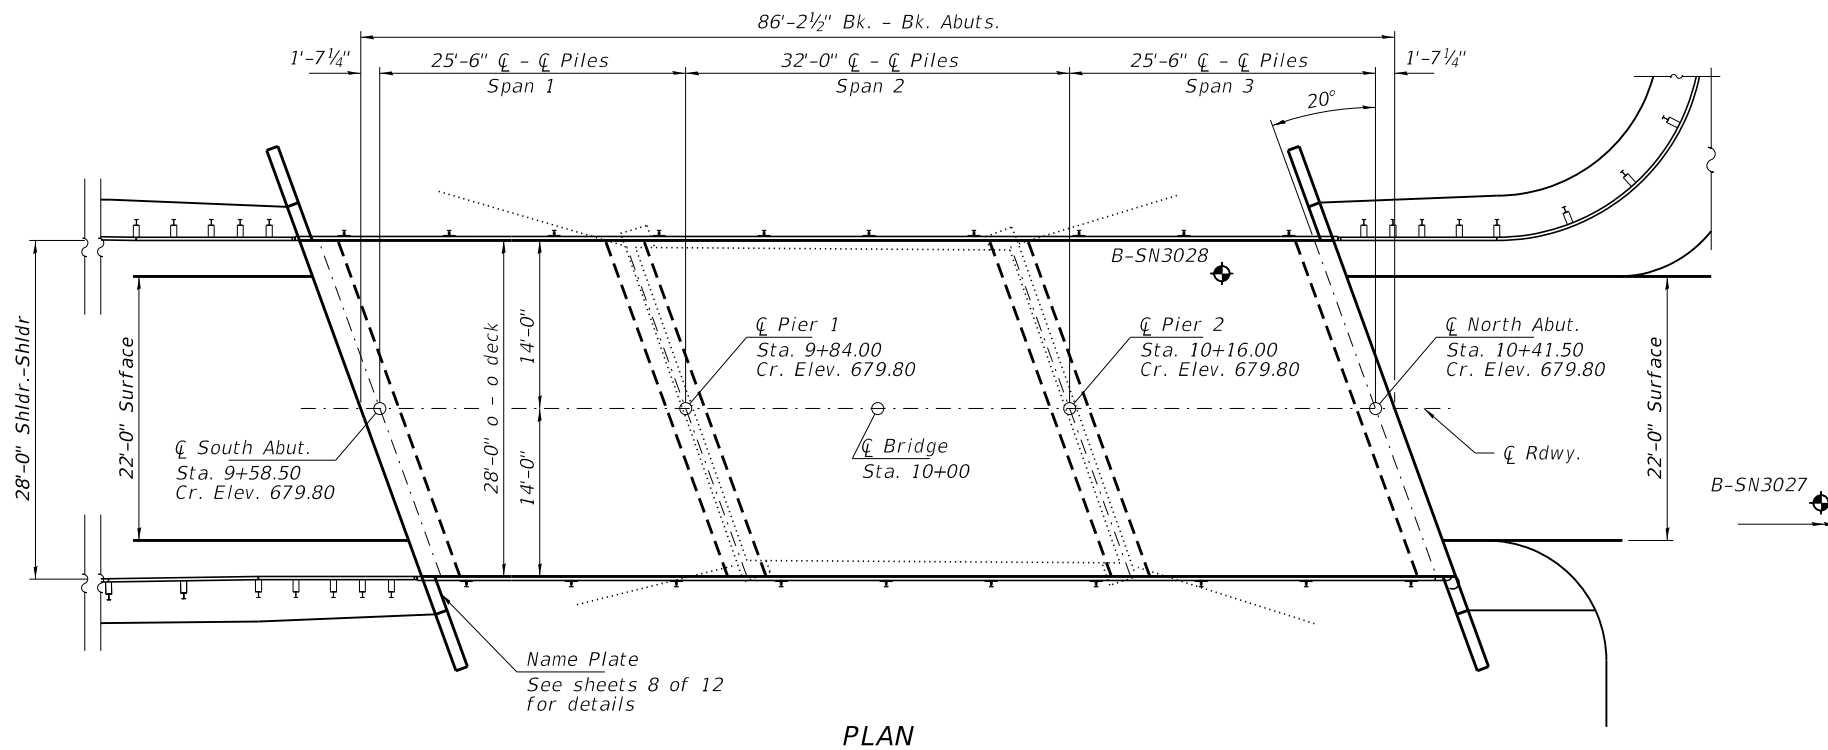 86'-2½" Bk. - Bk. Abuts.
1'-7¼"
25'-6" ℄ - ℄ Piles
Span 1
32'-0" ℄ - ℄ Piles
Span 2
25'-6" ℄ - ℄ Piles
Span 3
1'-7¼"
20°
B-SN3028
28'-0" Shldr.-Shldr
22'-0" Surface
28'-0" o - o deck
14'-0"
14'-0"
℄ Pier 1
Sta. 9+84.00
Cr. Elev. 679.80
℄ Pier 2
Sta. 10+16.00
Cr. Elev. 679.80
℄ North Abut.
Sta. 10+41.50
Cr. Elev. 679.80
22'-0" Surface
℄ South Abut.
Sta. 9+58.50
Cr. Elev. 679.80
℄ Bridge
Sta. 10+00
℄ Rdwy.
B-SN3027
Name Plate
See sheets 8 of 12
for details
PLAN